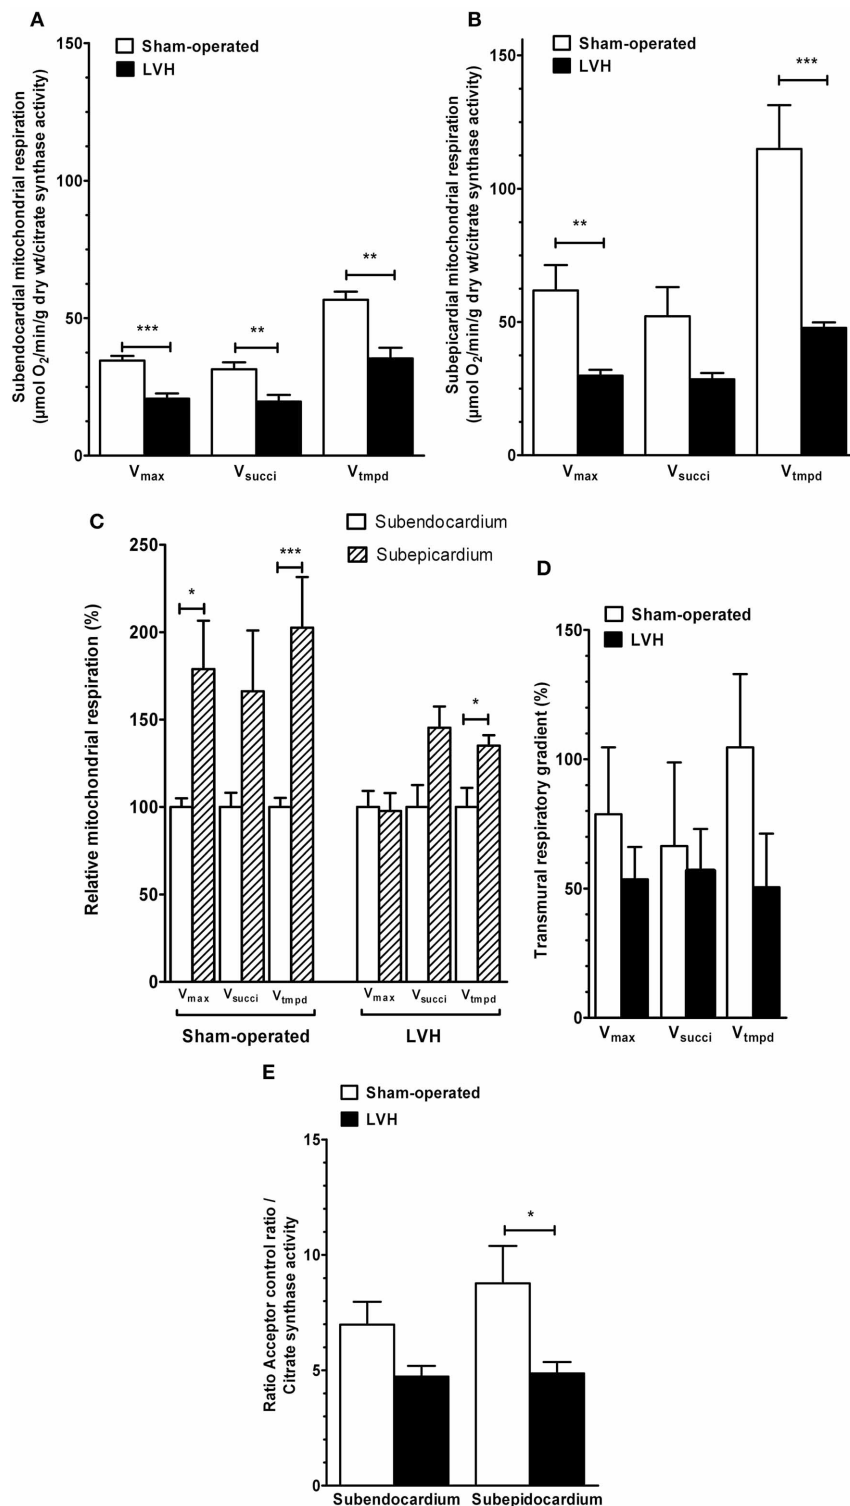 A
Sham-operated
LVH
Subendocardial mitochondrial respiration
(µmol O2/min/g dry wt/citrate synthase activity)
150
100
50
0
***
**
**
Vmax
Vsucci
Vtmpd
B
Sham-operated
LVH
Subepicardial mitochondrial respiration
(µmol O2/min/g dry wt/citrate synthase activity)
150
100
50
0
**
***
Vmax
Vsucci
Vtmpd
C
Subendocardium
Subepicardium
Relative mitochondrial respiration (%)
250
200
150
100
50
0
*
***
*
Vmax
Vsucci
Vtmpd
Vmax
Vsucci
Vtmpd
Sham-operated
LVH
D
Sham-operated
LVH
Transmural respiratory gradient (%)
150
100
50
0
Vmax
Vsucci
Vtmpd
E
Sham-operated
LVH
Ratio Acceptor control ratio /
Citrate synthase activity
15
10
5
0
*
Subendocardium
Subepidocardium